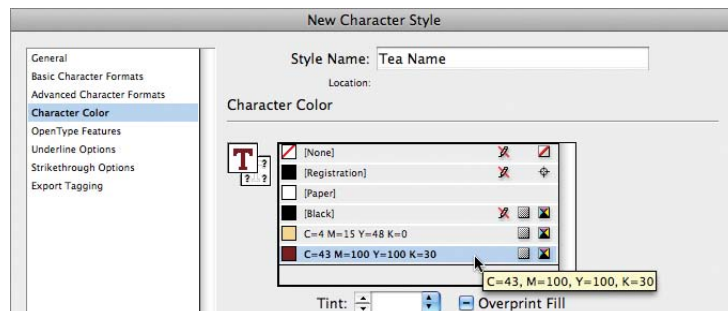 New Character Style
General
Basic Character Formats
Advanced Character Formats
Character Color
OpenType Features
Underline Options
Strikethrough Options
Export Tagging
Style Name: Tea Name
Location:
Character Color
T ? ? ?
[None]
[Registration]
[Paper]
[Black]
C=4 M=15 Y=48 K=0
C=43 M=100 Y=100 K=30
C=43, M=100, Y=100, K=30
Tint: Overprint Fill